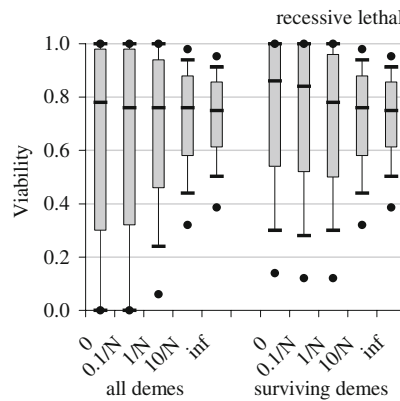 recessive lethal
1.0
0.8
0.6
0.4
0.2
0.0
Viability
0 0.1/N 1/N 10/N inf 0 0.1/N 1/N 10/N inf
all demes surviving demes